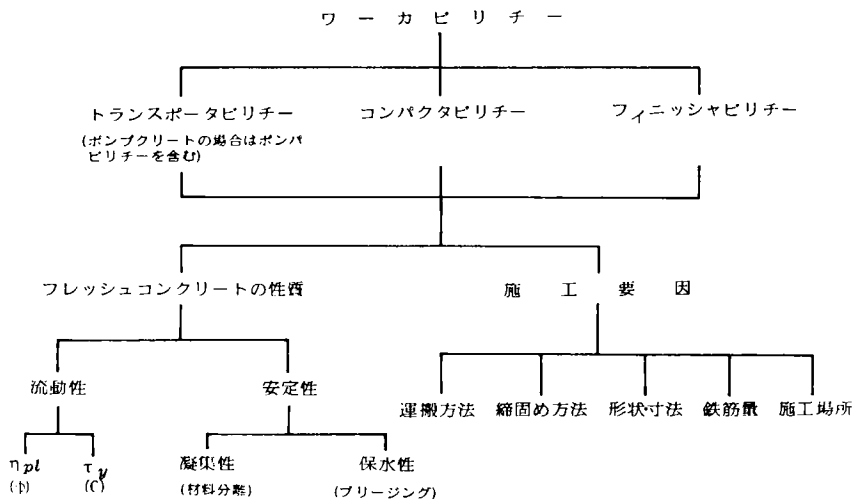 ワーカビリチー
トランスポータビリチー コンパクタビリチー フィニッシャビリチー
(ポンプクリートの場合はポンパ
ビリチーを含む)
フレッシュコンクリートの性質 施工要因
流動性 安定性
運搬方法 締固め方法 形状寸法 鉄筋量 施工場所
ηpl τy 凝集性 保水性
(ф) (C) (材料分離) (ブリージング)